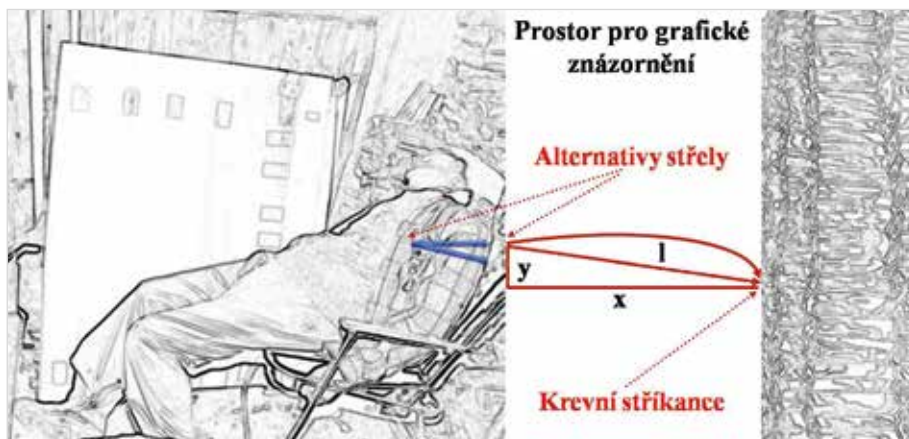 Prostor pro grafické
znázornění
Alternativy střely
l
y
x
Krevní stříkance